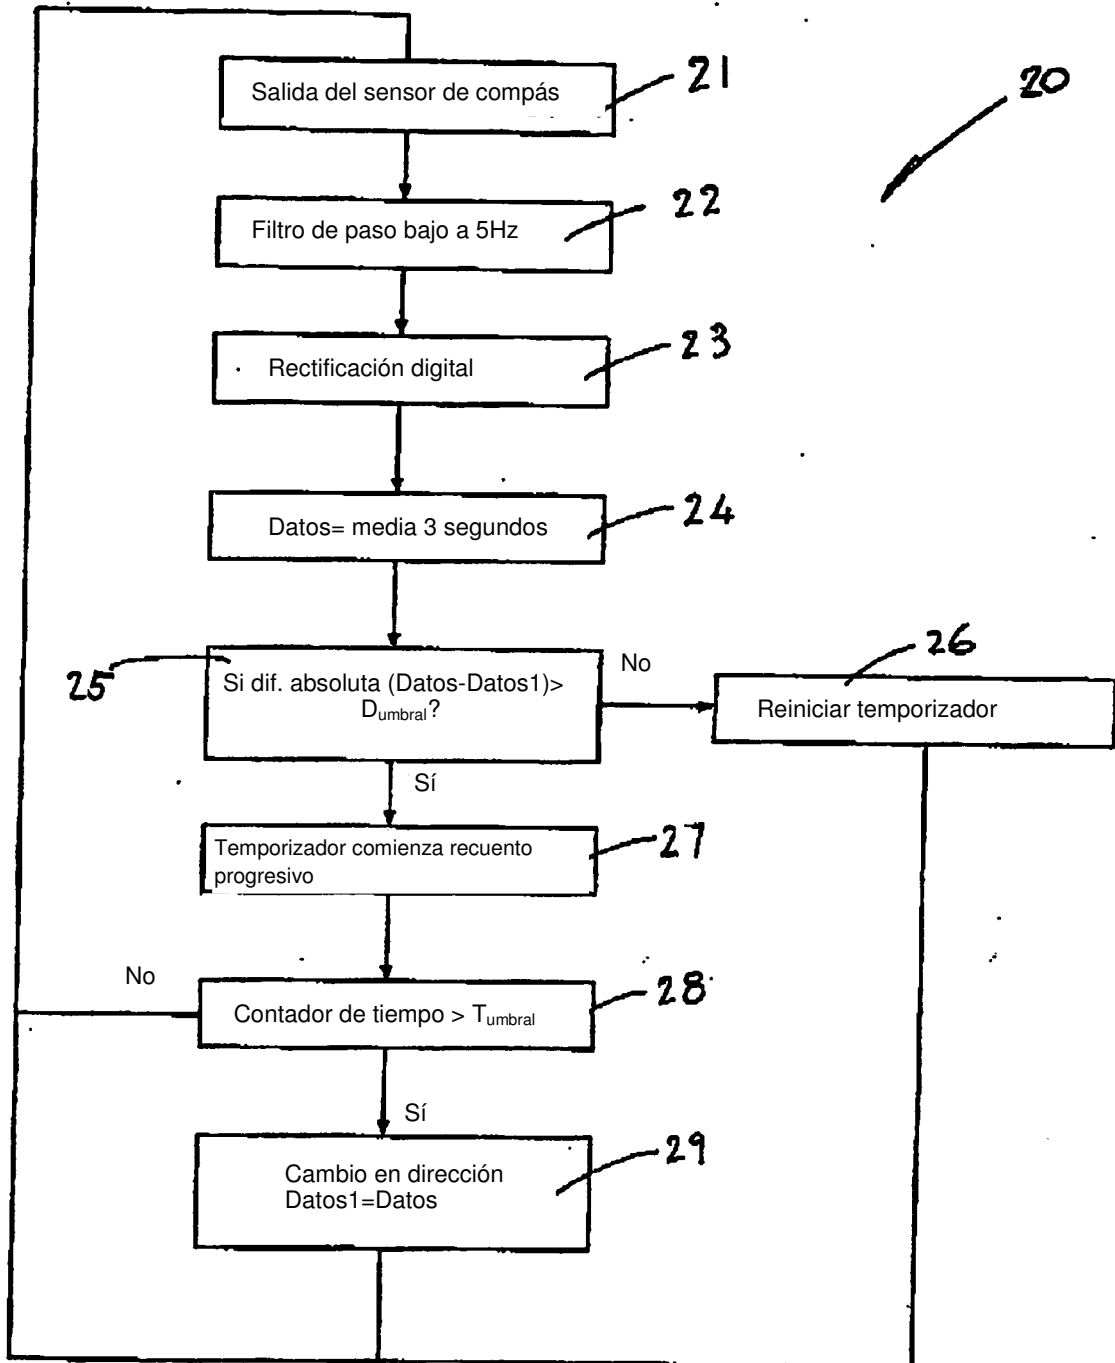 21
20
Salida del sensor de compás
22
Filtro de paso bajo a 5Hz
23
Rectificación digital
24
Datos= media 3 segundos
25
Si dif. absoluta (Datos-Datos1)>
Dumbral?
No
26
Reiniciar temporizador
Sí
27
Temporizador comienza recuento
progresivo
No
28
Contador de tiempo > Tumbral
Sí
29
Cambio en dirección
Datos1=Datos